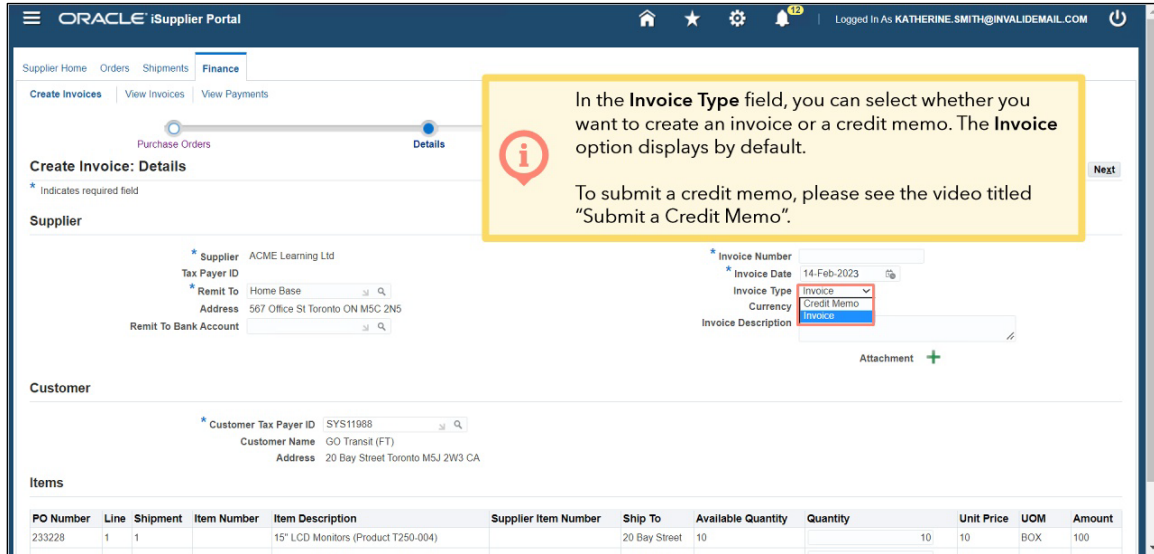 ORACLE iSupplier Portal
12
Logged In As KATHERINE.SMITH@INVALIDEMAIL.COM
Supplier Home Orders Shipments Finance
Create Invoices View Invoices View Payments
Purchase Orders Details
In the Invoice Type field, you can select whether you
want to create an invoice or a credit memo. The Invoice
option displays by default.
To submit a credit memo, please see the video titled
“Submit a Credit Memo”.
Create Invoice: Details
Next
* Indicates required field
Supplier
* Supplier ACME Learning Ltd
Tax Payer ID
* Remit To Home Base
Address 567 Office St Toronto ON M5C 2N5
Remit To Bank Account
* Invoice Number
* Invoice Date 14-Feb-2023
Invoice Type Invoice
Credit Memo
Invoice
Currency
Invoice Description
Attachment
Customer
* Customer Tax Payer ID SYS11988
Customer Name GO Transit (FT)
Address 20 Bay Street Toronto M5J 2W3 CA
Items
PO Number Line Shipment Item Number Item Description Supplier Item Number Ship To Available Quantity Quantity Unit Price UOM Amount
233228 1 1 15" LCD Monitors (Product T250-004) 20 Bay Street 10 10 10 BOX 100